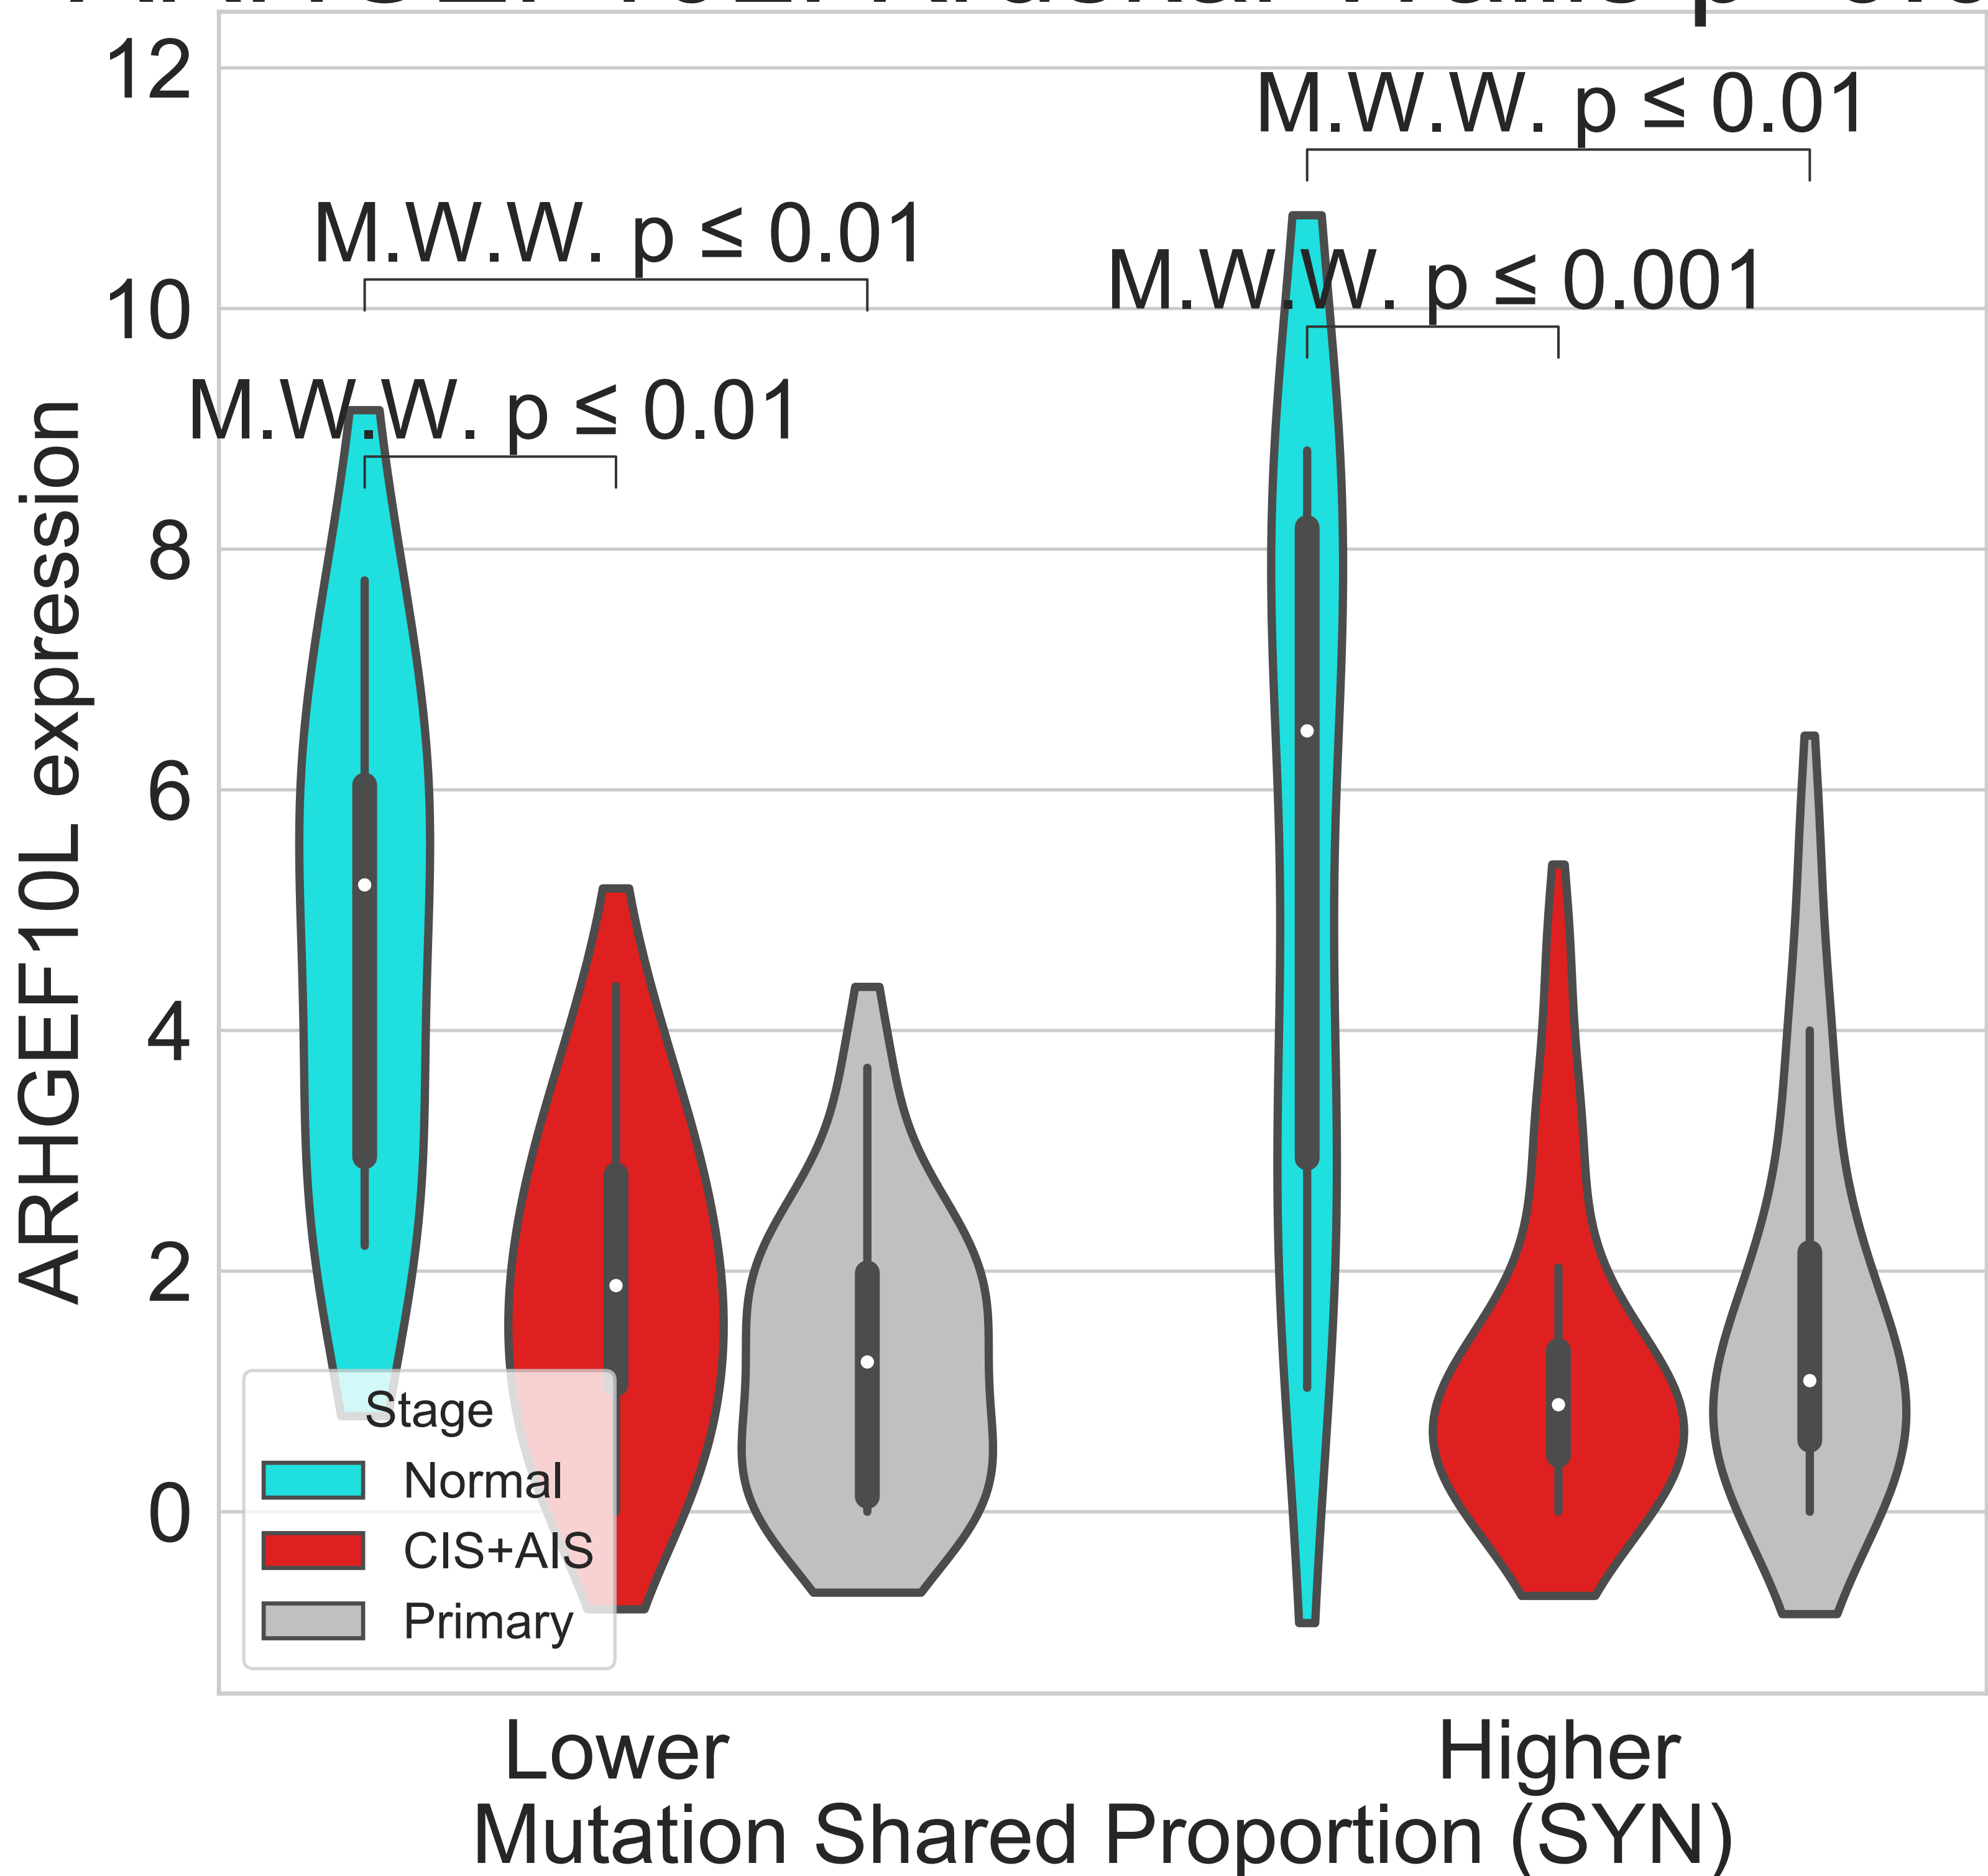 12
M.W.W. p ≤ 0.01
M.W.W. p ≤ 0.01
10
M.W.W. p ≤ 0.001
M.W.W. p ≤ 0.01
8
6
4
2
0
ARHGEF10L expression
Stage
Normal
CIS+AIS
Primary
Lower
Higher
Mutation Shared Proportion (SYN)